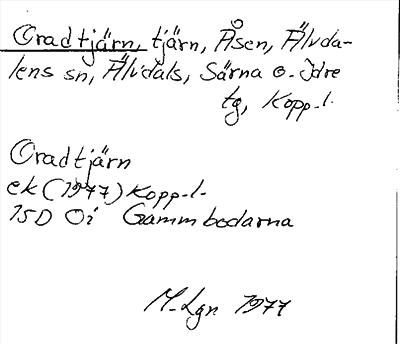 Oradtjärn, tjärn, Åsen, Älvda-
lens sn, Älvdals, Särna o. Idre
tg, Kopp.l.
Oradtjärn
ek (1977) Kopp.l.
15D Oi Gammbodarna
M. Lgn 1977